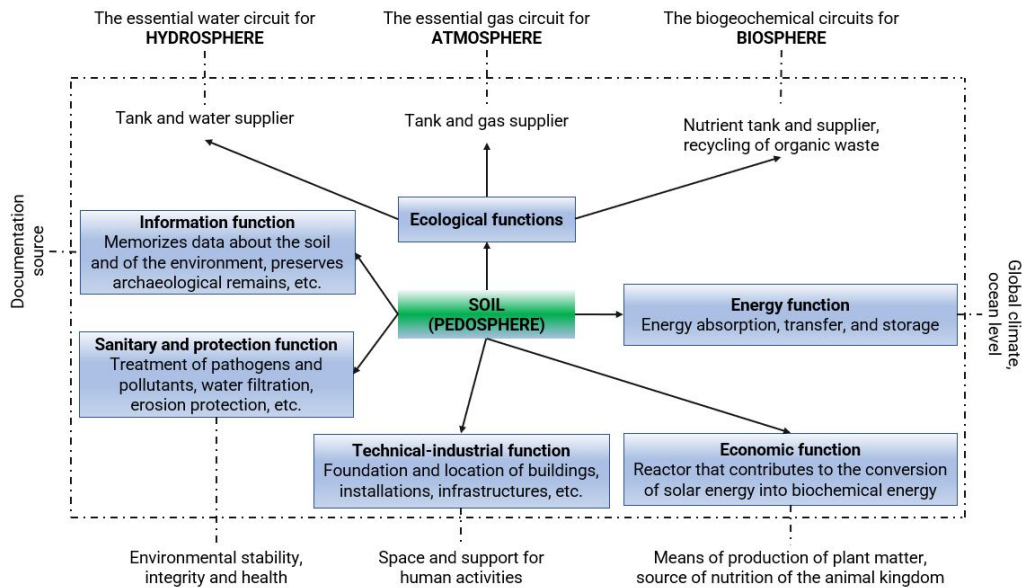 The essential water circuit for
HYDROSPHERE
The essential gas circuit for
ATMOSPHERE
The biogeochemical circuits for
BIOSPHERE
Tank and water supplier
Tank and gas supplier
Nutrient tank and supplier,
recycling of organic waste
Documentation
source
Information function
Memorizes data about the soil
and of the environment, preserves
archaeological remains, etc.
Ecological functions
SOIL
(PEDOSPHERE)
Energy function
Energy absorption, transfer, and storage
Global climate,
ocean level
Sanitary and protection function
Treatment of pathogens and
pollutants, water filtration,
erosion protection, etc.
Technical-industrial function
Foundation and location of buildings,
installations, infrastructures, etc.
Economic function
Reactor that contributes to the conversion
of solar energy into biochemical energy
Environmental stability,
integrity and health
Space and support for
human activities
Means of production of plant matter,
source of nutrition of the animal kingdom